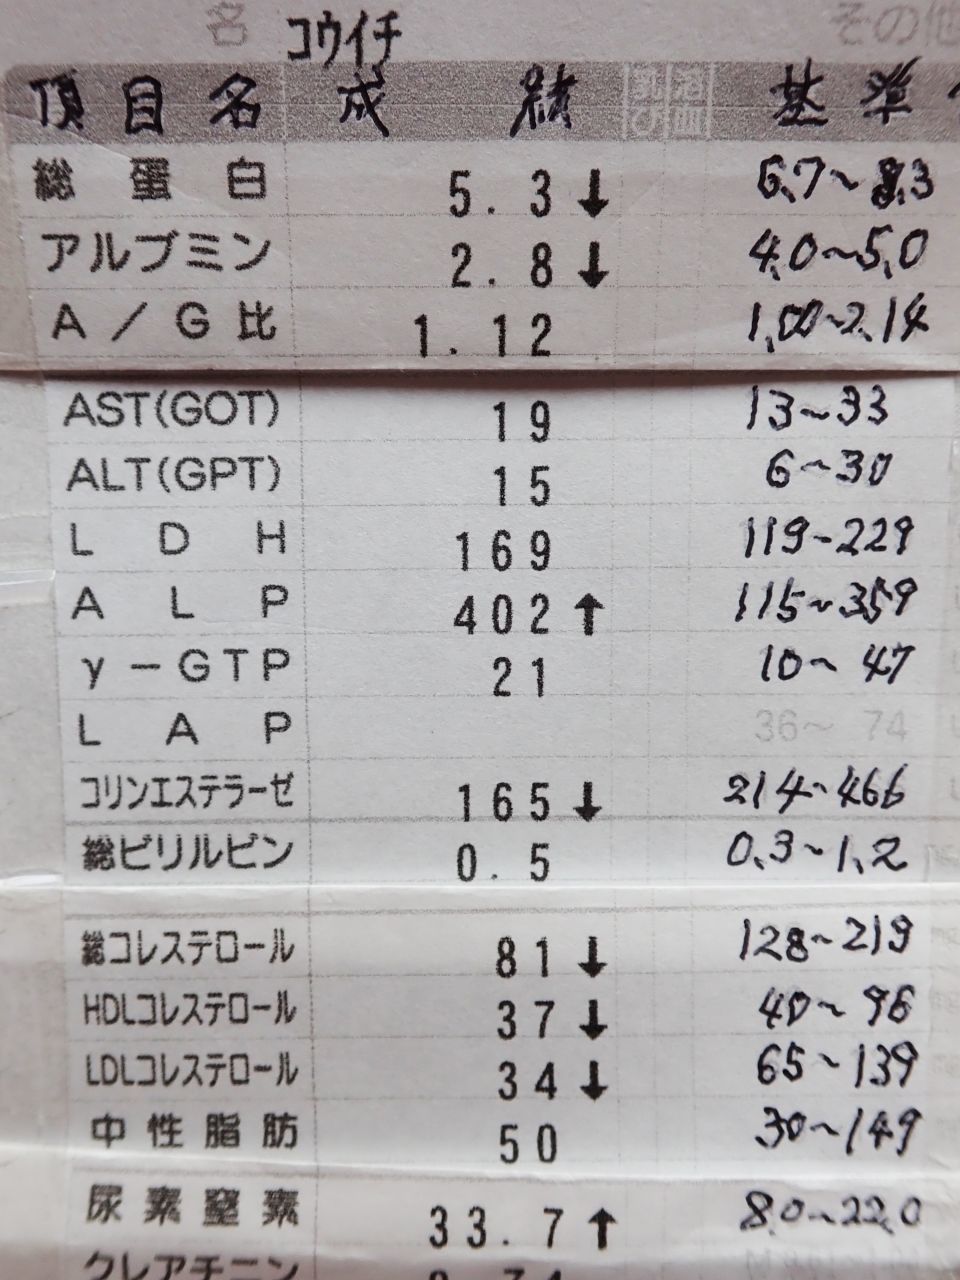 名 コウイチ その他
項目名 成績 基準
総蛋白 5.3↓ 6.7~8.3
アルブミン 2.8↓ 4.0~5.0
A/G比 1.12 1.00~2.14
AST(GOT) 19 13~33
ALT(GPT) 15 6~30
LDH 169 119~229
ALP 402↑ 115~359
γ-GTP 21 10~47
LAP 36~74
コリンエステラーゼ 165↓ 214~466
総ビリルビン 0.5 0.3~1.2
総コレステロール 81↓ 128~219
HDLコレステロール 37↓ 40~96
LDLコレステロール 34↓ 65~139
中性脂肪 50 30~149
尿素窒素 33.7↑ 8.0~22.0
クレアチニン